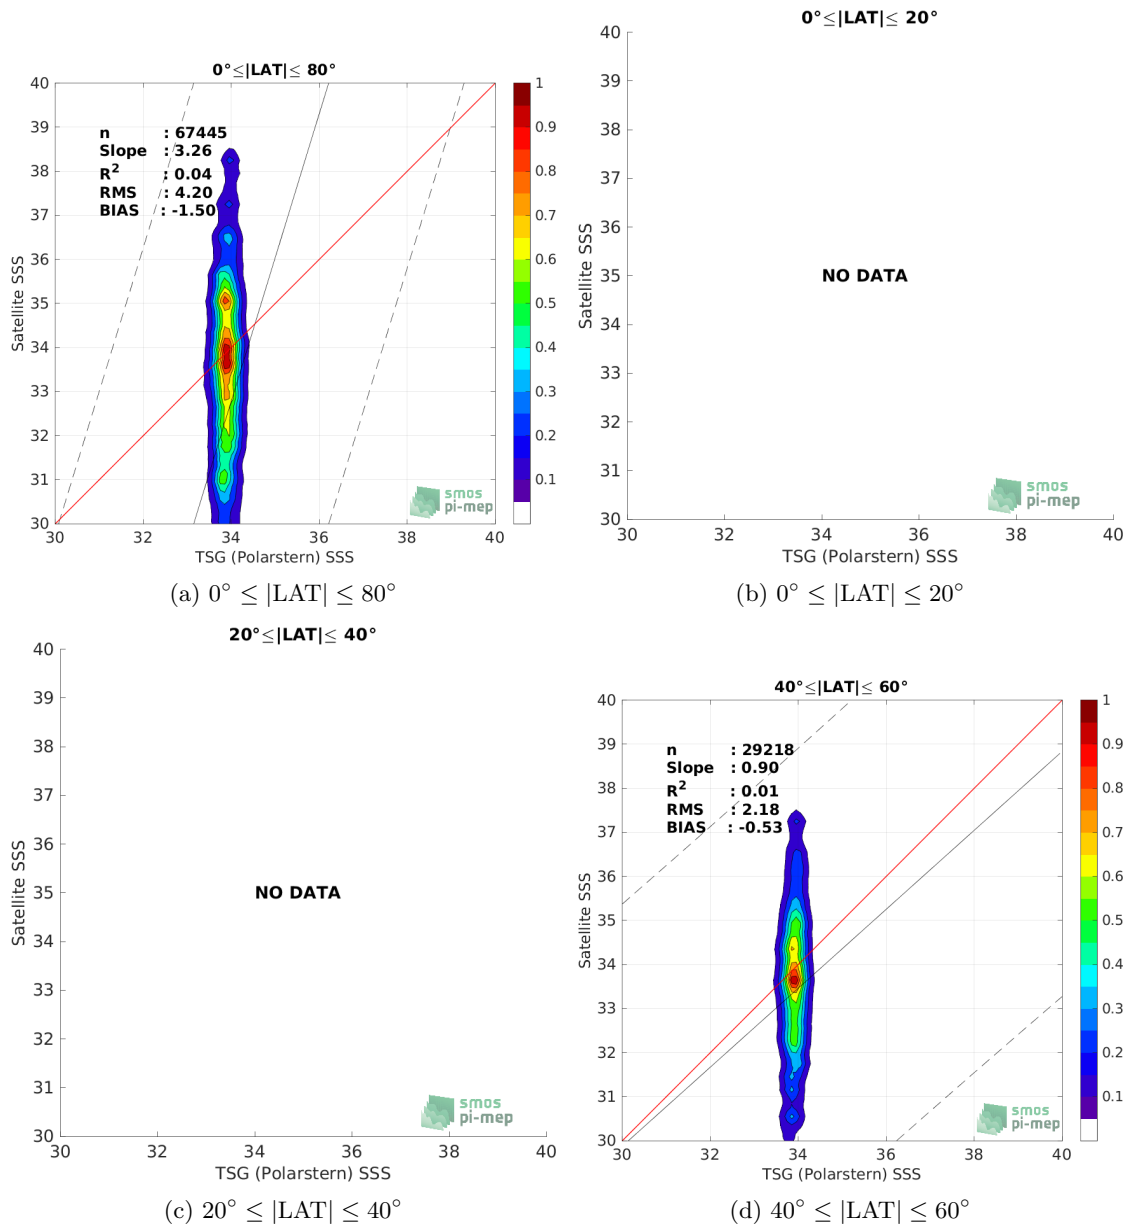 0°≤|LAT|≤ 80°
40
39
38
37
36
35
34
33
32
31
30
Satellite SSS
n : 67445
Slope : 3.26
R² : 0.04
RMS : 4.20
BIAS : -1.50
smos
pi-mep
30 32 34 36 38 40
TSG (Polarstern) SSS
1
0.9
0.8
0.7
0.6
0.5
0.4
0.3
0.2
0.1
(a) 0° ≤ |LAT| ≤ 80°
0°≤|LAT|≤ 20°
40
39
38
37
36
35
34
33
32
31
30
Satellite SSS
NO DATA
smos
pi-mep
30 32 34 36 38 40
TSG (Polarstern) SSS
(b) 0° ≤ |LAT| ≤ 20°
20°≤|LAT|≤ 40°
40
39
38
37
36
35
34
33
32
31
30
Satellite SSS
NO DATA
smos
pi-mep
30 32 34 36 38 40
TSG (Polarstern) SSS
(c) 20° ≤ |LAT| ≤ 40°
40°≤|LAT|≤ 60°
40
39
38
37
36
35
34
33
32
31
30
Satellite SSS
n : 29218
Slope : 0.90
R² : 0.01
RMS : 2.18
BIAS : -0.53
smos
pi-mep
30 32 34 36 38 40
TSG (Polarstern) SSS
1
0.9
0.8
0.7
0.6
0.5
0.4
0.3
0.2
0.1
(d) 40° ≤ |LAT| ≤ 60°